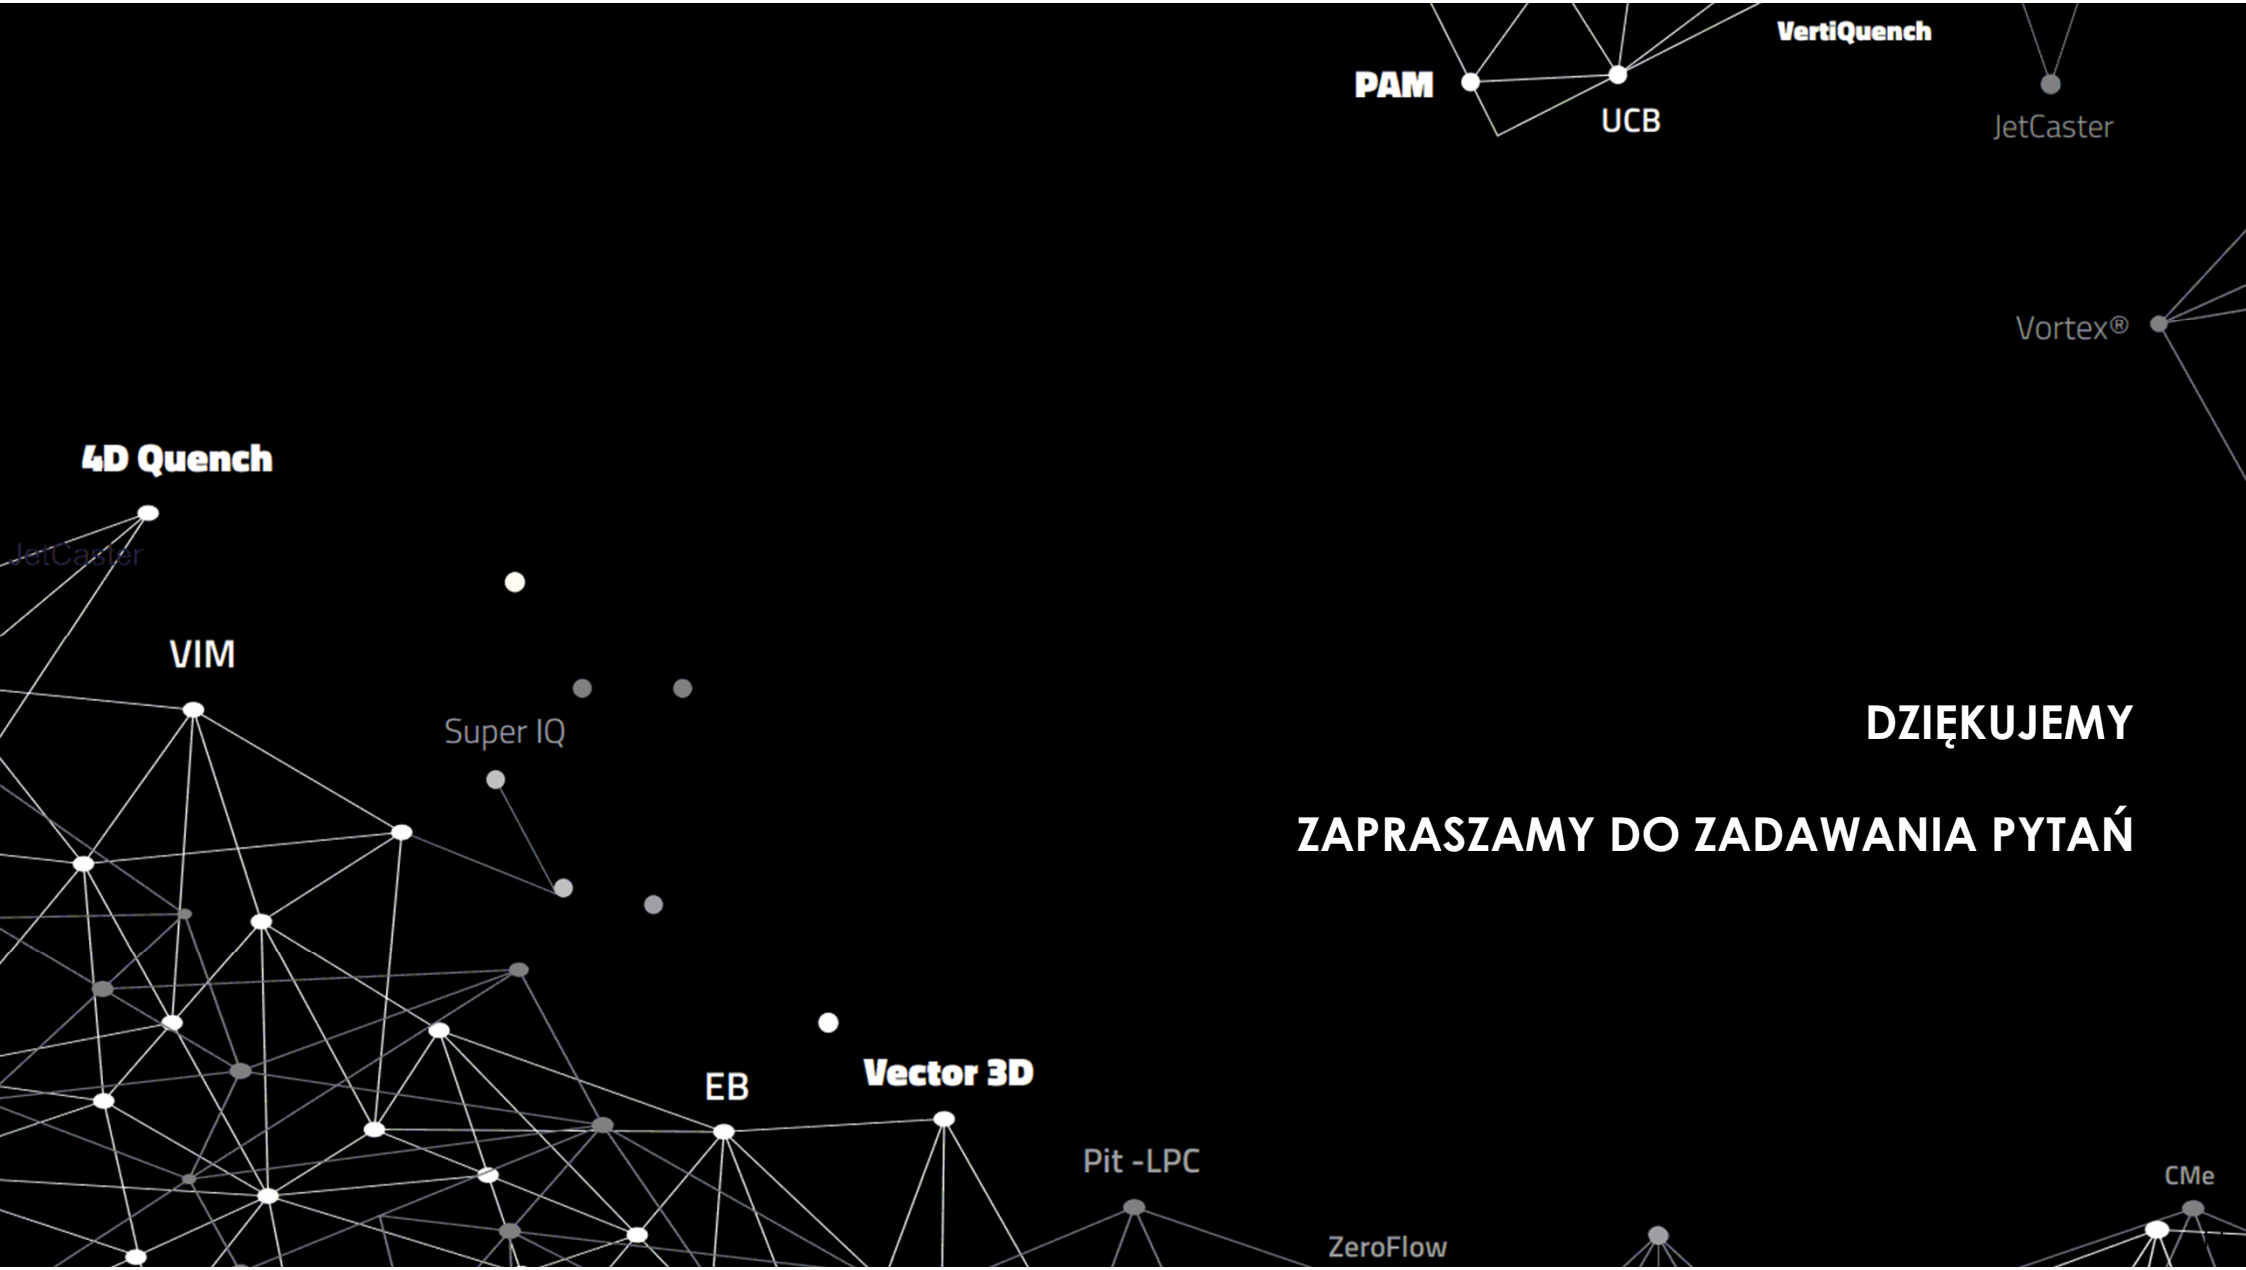 VertiQuench
PAM
UCB
JetCaster
Vortex®
4D Quench
JetCaster
VIM
Super IQ
DZIĘKUJEMY
ZAPRASZAMY DO ZADAWANIA PYTAŃ
Vector 3D
EB
Pit -LPC
CMe
ZeroFlow